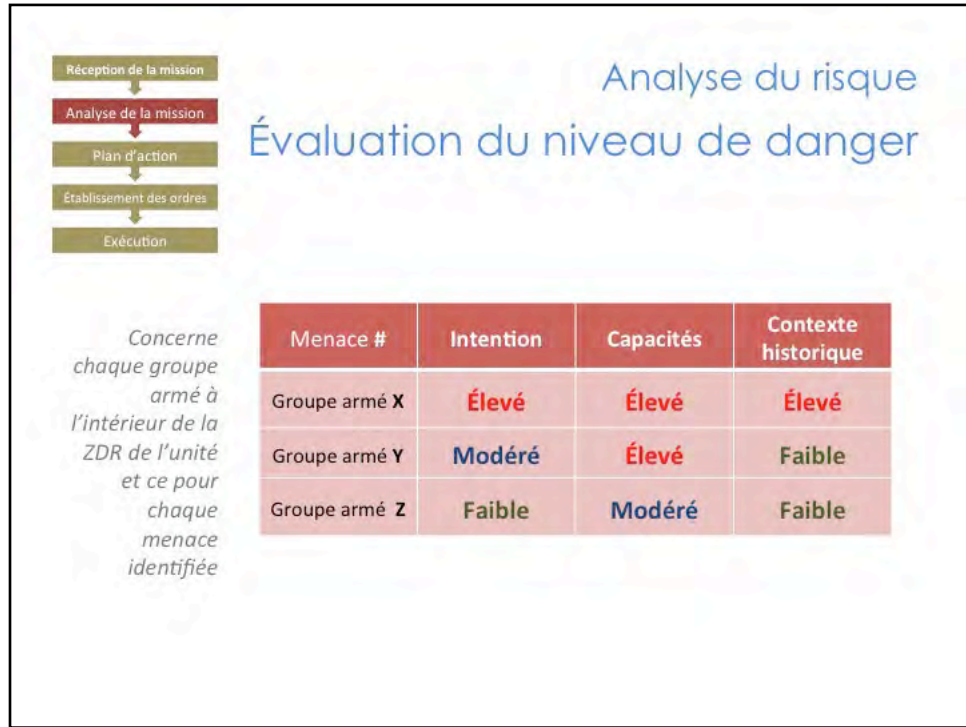 Réception de la mission
Analyse de la mission
Plan d'action
Établissement des ordres
Exécution
Analyse du risque
Évaluation du niveau de danger
Concerne
chaque groupe
armé à
l'intérieur de la
ZDR de l'unité
et ce pour
chaque
menace
identifiée
Menace # Intention Capacités Contexte
historique
Groupe armé X Élevé Élevé Élevé
Groupe armé Y Modéré Élevé Faible
Groupe armé Z Faible Modéré Faible